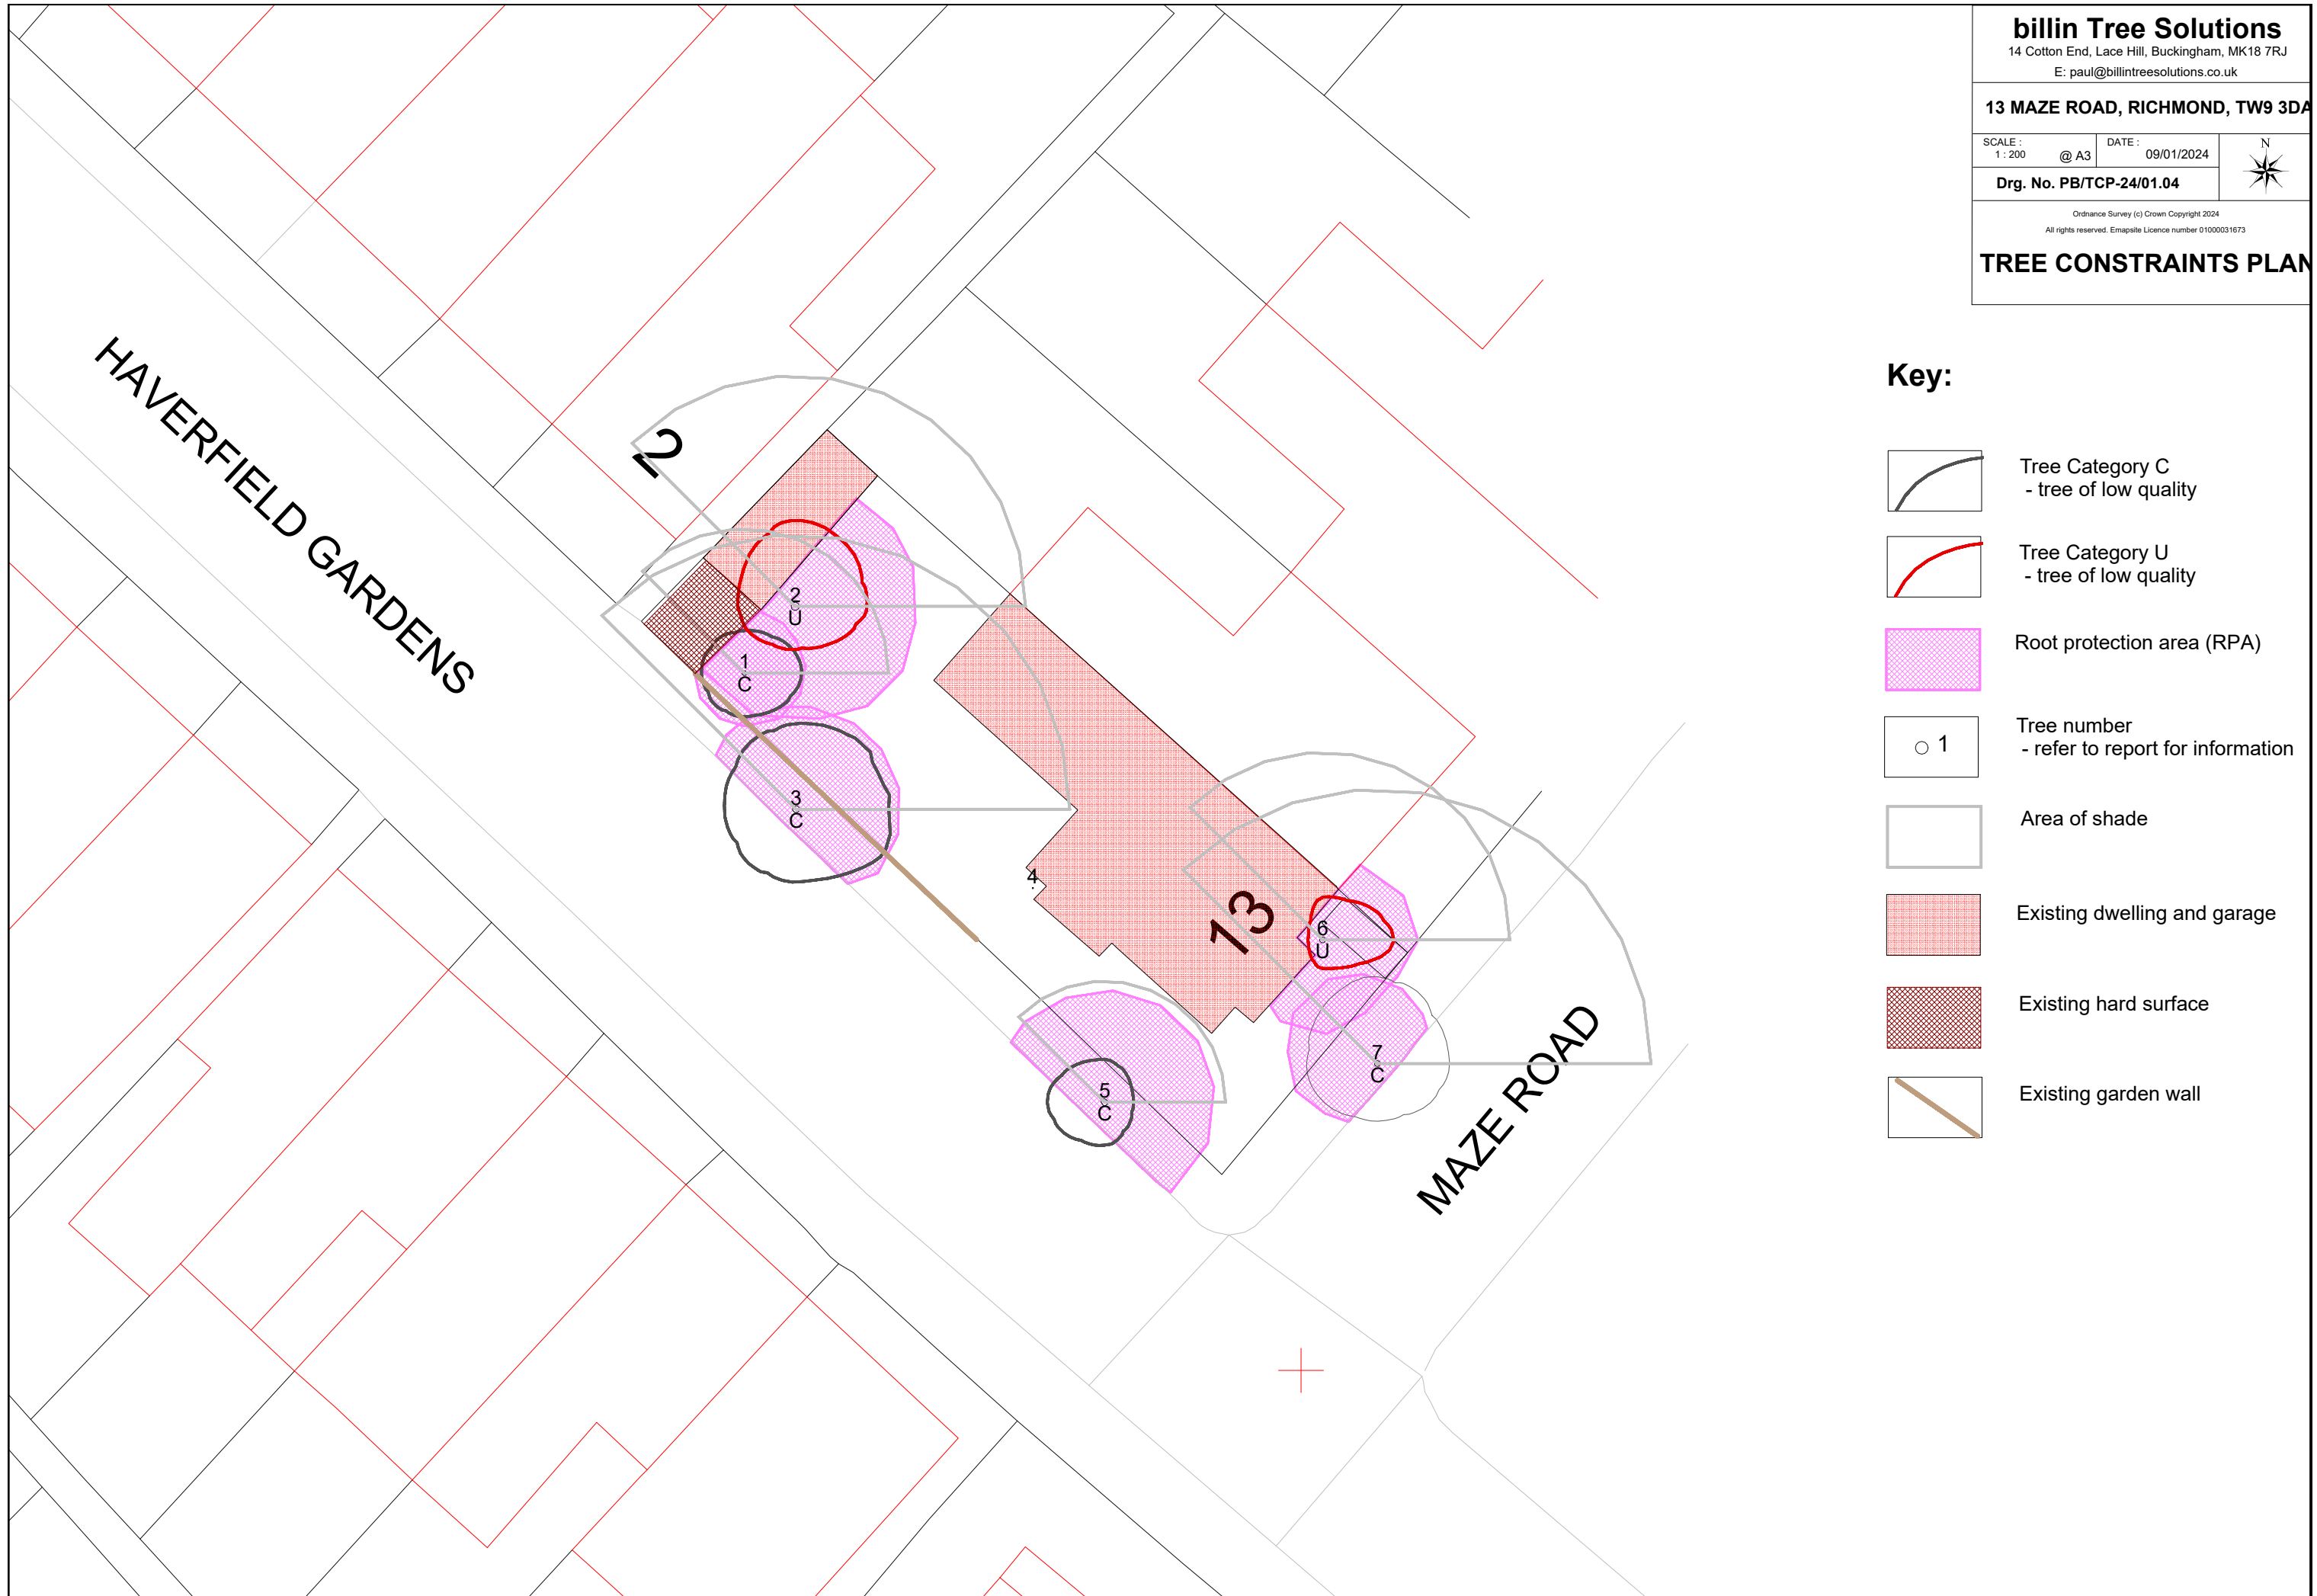 billin Tree Solutions
14 Cotton End, Lace Hill, Buckingham, MK18 7RJ
E: paul@billintreesolutions.co.uk
13 MAZE ROAD, RICHMOND, TW9 3DA
SCALE :
1 : 200 @ A3
DATE :
09/01/2024
N
Drg. No. PB/TCP-24/01.04
Ordnance Survey (c) Crown Copyright 2024
All rights reserved. Emapsite Licence number 01000031673
TREE CONSTRAINTS PLAN
Key:
Tree Category C
- tree of low quality
Tree Category U
- tree of low quality
Root protection area (RPA)
1
Tree number
- refer to report for information
Area of shade
Existing dwelling and garage
Existing hard surface
Existing garden wall
HAVERFIELD GARDENS
2
2
U
1
C
3
C
4
13
6
U
7
C
5
C
MAZE ROAD